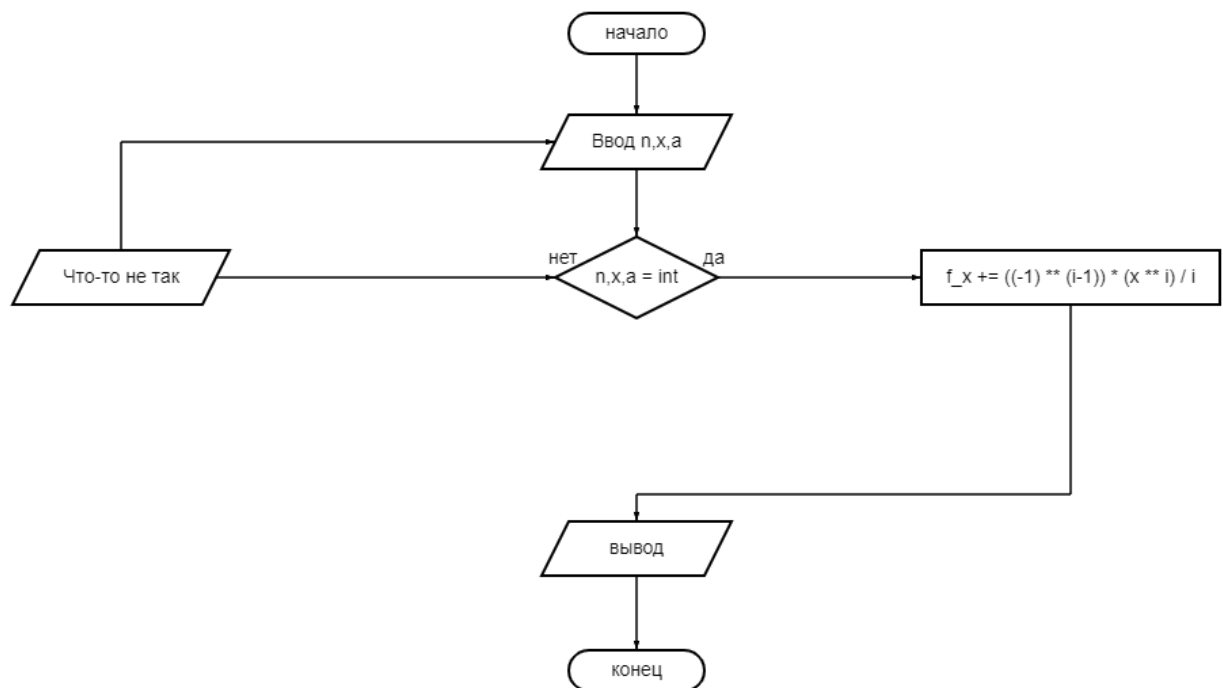 начало
Ввод n,x,a
нет
да
Что-то не так
n,x,a = int
f_x += ((-1) ** (i-1)) * (x ** i) / i
вывод
конец